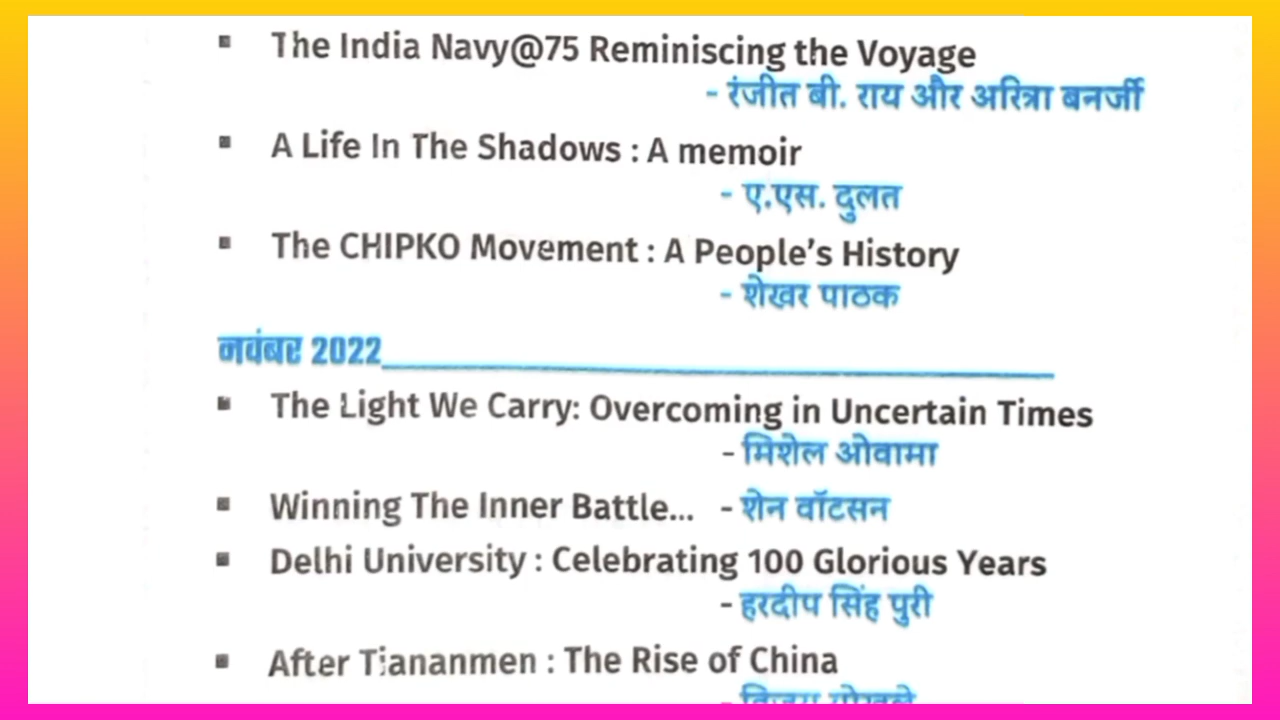 ▪ The India Navy@75 Reminiscing the Voyage
- रंजीत बी. राय और अरित्रा बनर्जी
▪ A Life In The Shadows : A memoir
- ए.एस. दुलत
▪ The CHIPKO Movement : A People’s History
- शेखर पाठक
नवंबर 2022
▪ The Light We Carry: Overcoming in Uncertain Times
- मिशेल ओवामा
▪ Winning The Inner Battle... - शेन वॉटसन
▪ Delhi University : Celebrating 100 Glorious Years
- हरदीप सिंह पुरी
▪ After Tiananmen : The Rise of China